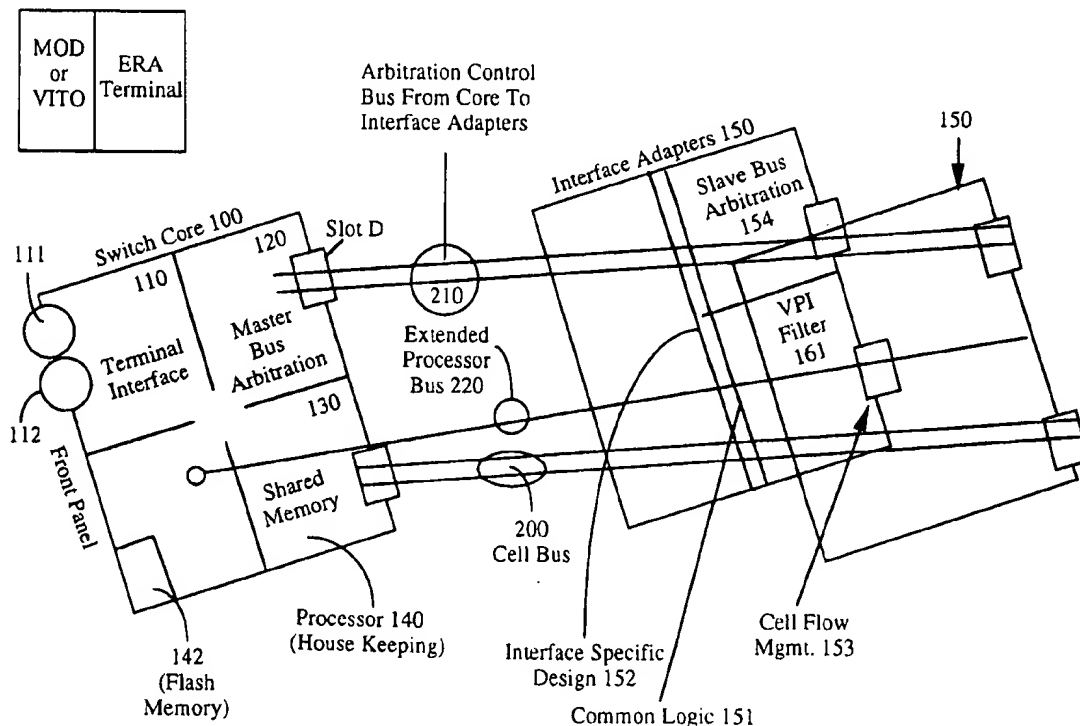 MOD
or
VITO
ERA
Terminal
Arbitration Control
Bus From Core To
Interface Adapters
150
Interface Adapters 150
Slave Bus
Arbitration
154
Switch Core 100
Slot D
120
111
110
210
Master
Bus
Arbitration
Terminal
Interface
Extended
Processor
Bus 220
VPI
Filter
161
112
130
Front Panel
Shared
Memory
200
Cell Bus
Processor 140
(House Keeping)
142
(Flash
Memory)
Interface Specific
Design 152
Cell Flow
Mgmt. 153
Common Logic 151